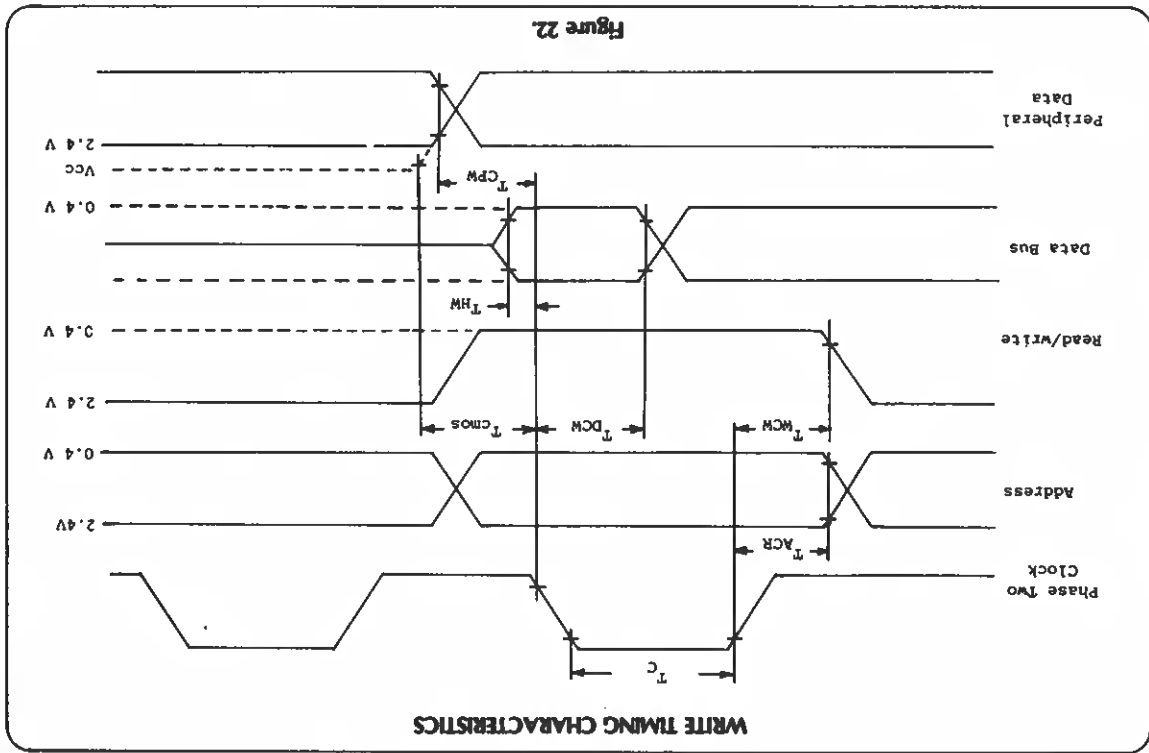 WRITE TIMING CHARACTERISTICS
T_C
Phase Two
Clock
T_ACR
2.4V
Address
0.4 V
T_WCW
T_DCW
T_cmos
2.4 V
Read/write
0.4 V
T_HW
Data Bus
0.4 V
T_CPW
Vcc
2.4 V
Peripheral
Data
Figure 22.